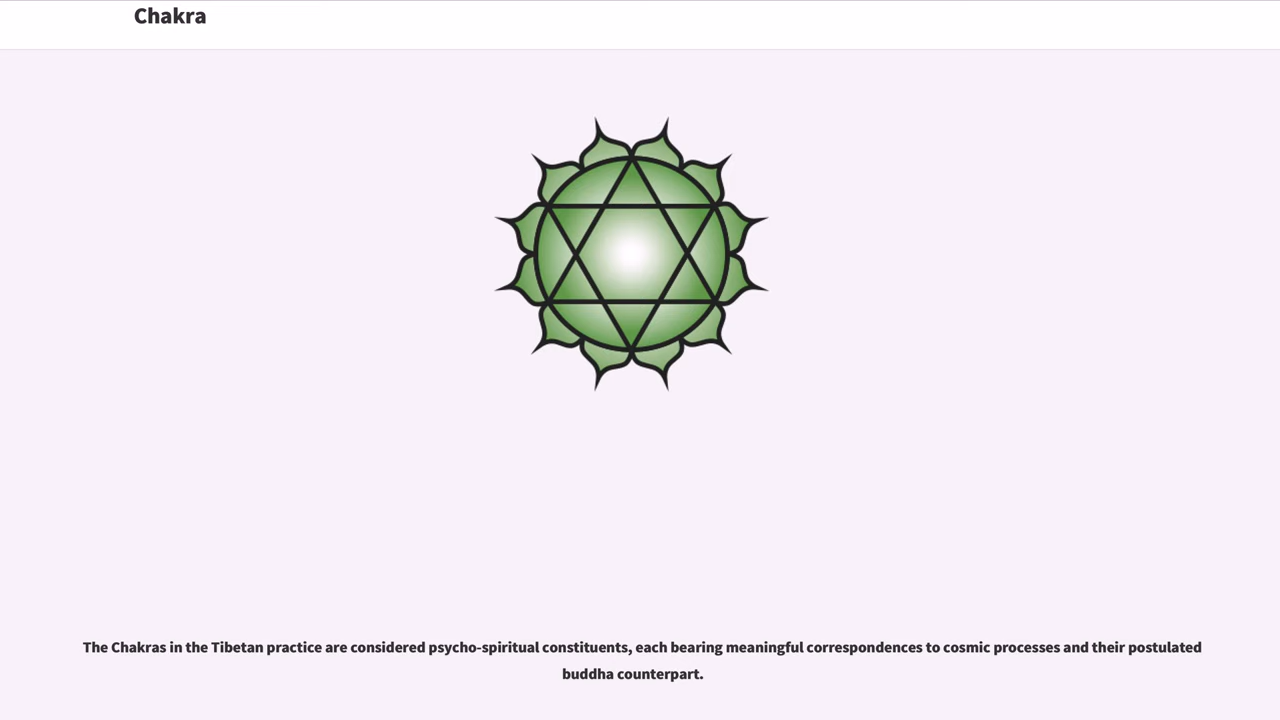 Chakra
The Chakras in the Tibetan practice are considered psycho-spiritual constituents, each bearing meaningful correspondences to cosmic processes and their postulated
buddha counterpart.